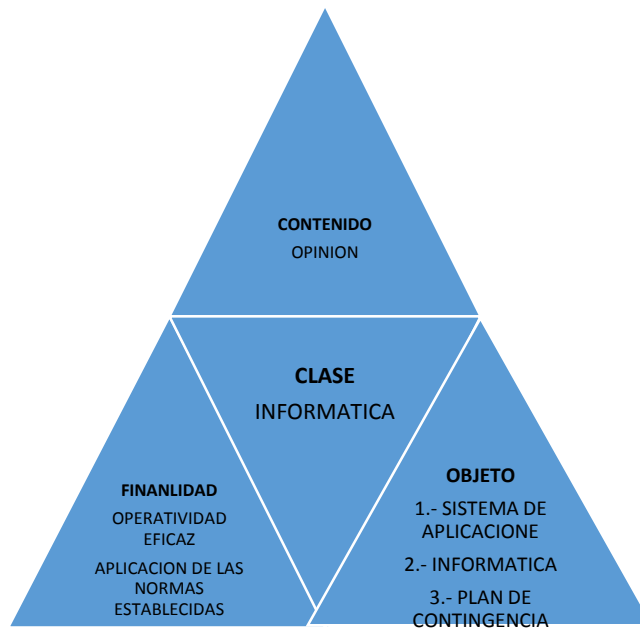 CONTENIDO
OPINION
CLASE
INFORMATICA
FINANLIDAD
OPERATIVIDAD
EFICAZ
APLICACION DE LAS
NORMAS
ESTABLECIDAS
OBJETO
1.- SISTEMA DE
APLICACIONE
2.- INFORMATICA
3.- PLAN DE
CONTINGENCIA